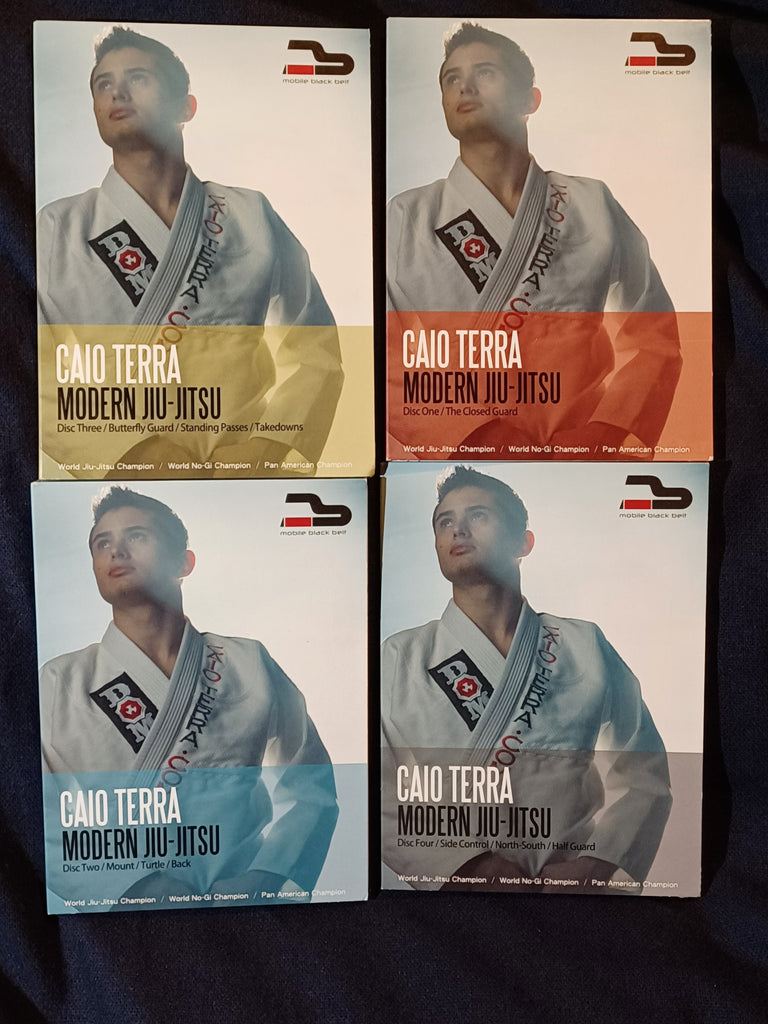 mobile black belt
BOM
CAIO TERRA
MODERN JIU-JITSU
Disc Three / Butterfly Guard / Standing Passes / Takedowns
World Jiu-Jitsu Champion / World No-Gi Champion / Pan American Champion
mobile black belt
BOM
CAIO TERRA
MODERN JIU-JITSU
Disc One / The Closed Guard
World Jiu-Jitsu Champion / World No-Gi Champion / Pan American Champion
mobile black belt
BOM
CAIO TERRA
MODERN JIU-JITSU
Disc Two / Mount / Turtle / Back
World Jiu-Jitsu Champion / World No-Gi Champion / Pan American Champion
mobile black belt
BOM
CAIO TERRA
MODERN JIU-JITSU
Disc Four / Side Control / North-South / Half Guard
World Jiu-Jitsu Champion / World No-Gi Champion / Pan American Champion